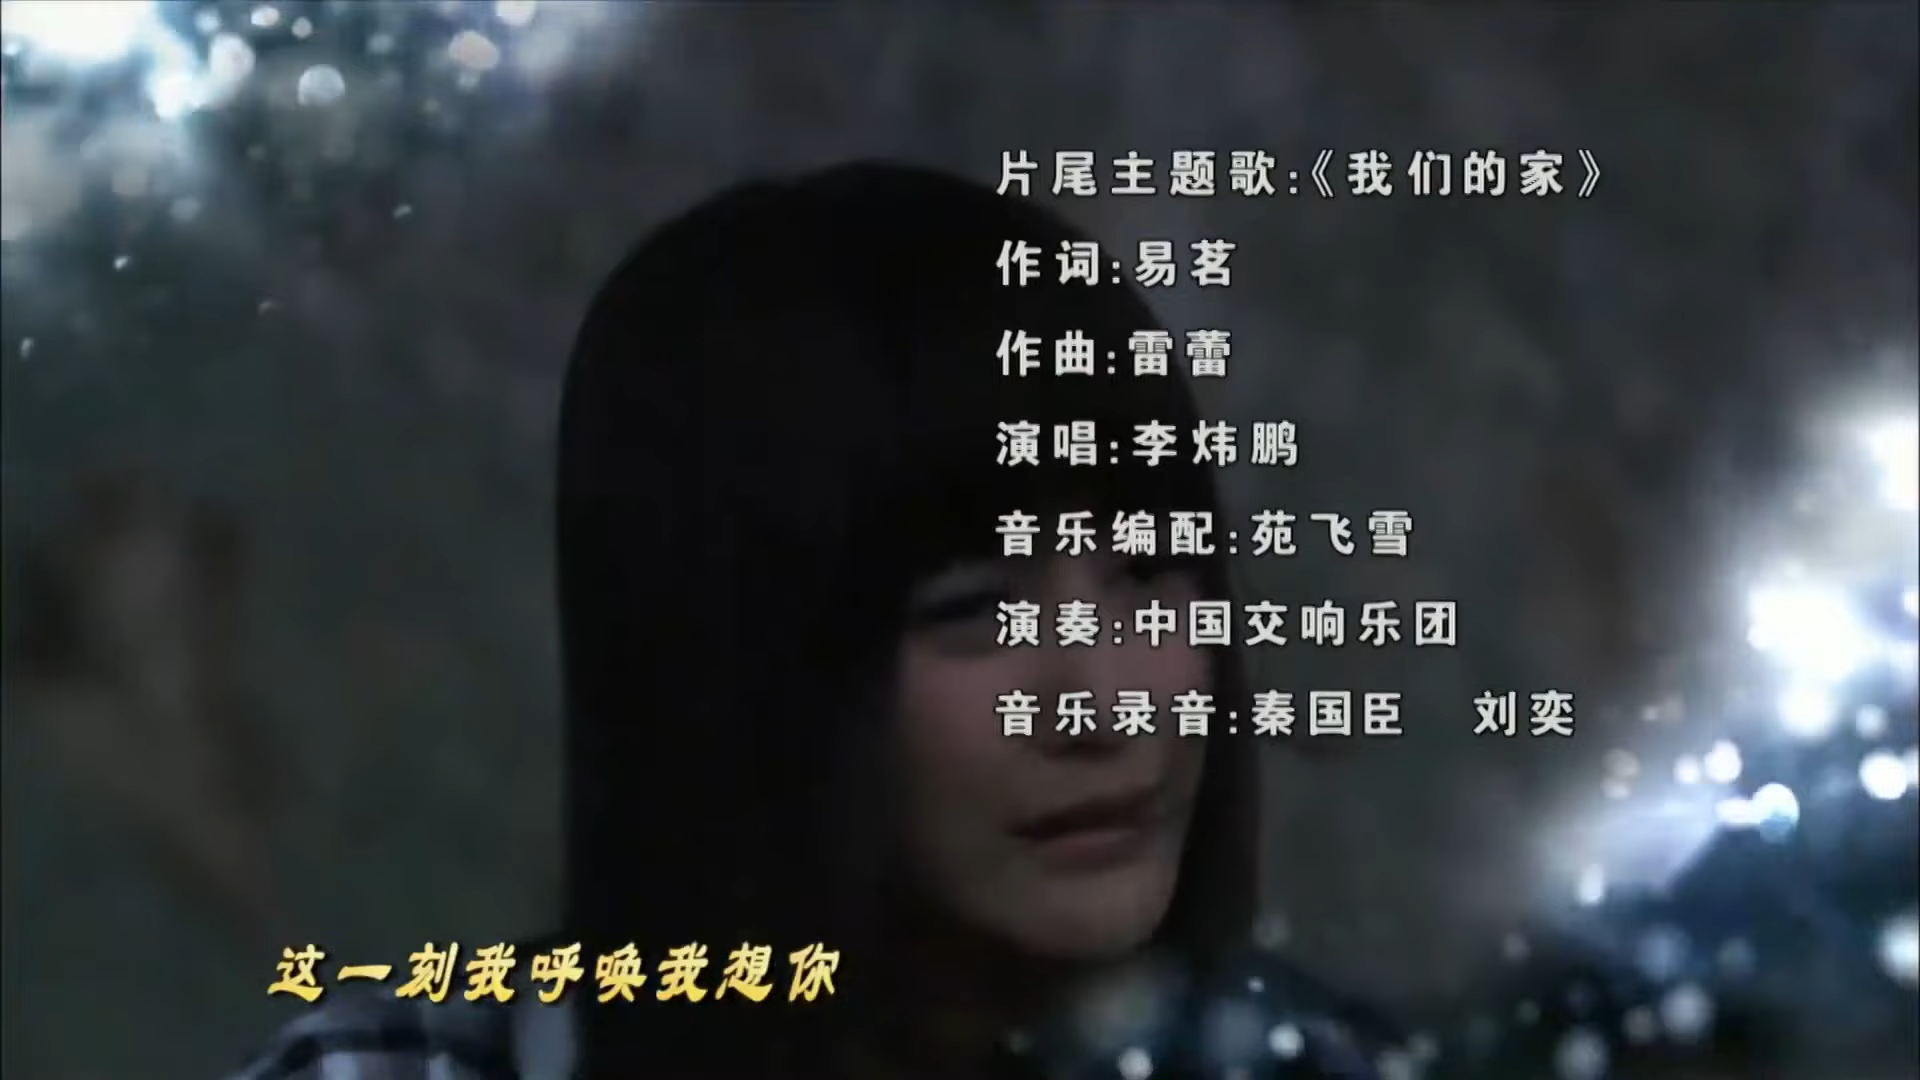 片尾主题歌:《我们的家》
作词:易茗
作曲:雷蕾
演唱:李炜鹏
音乐编配:苑飞雪
演奏:中国交响乐团
音乐录音:秦国臣 刘奕
这一刻我呼唤我想你